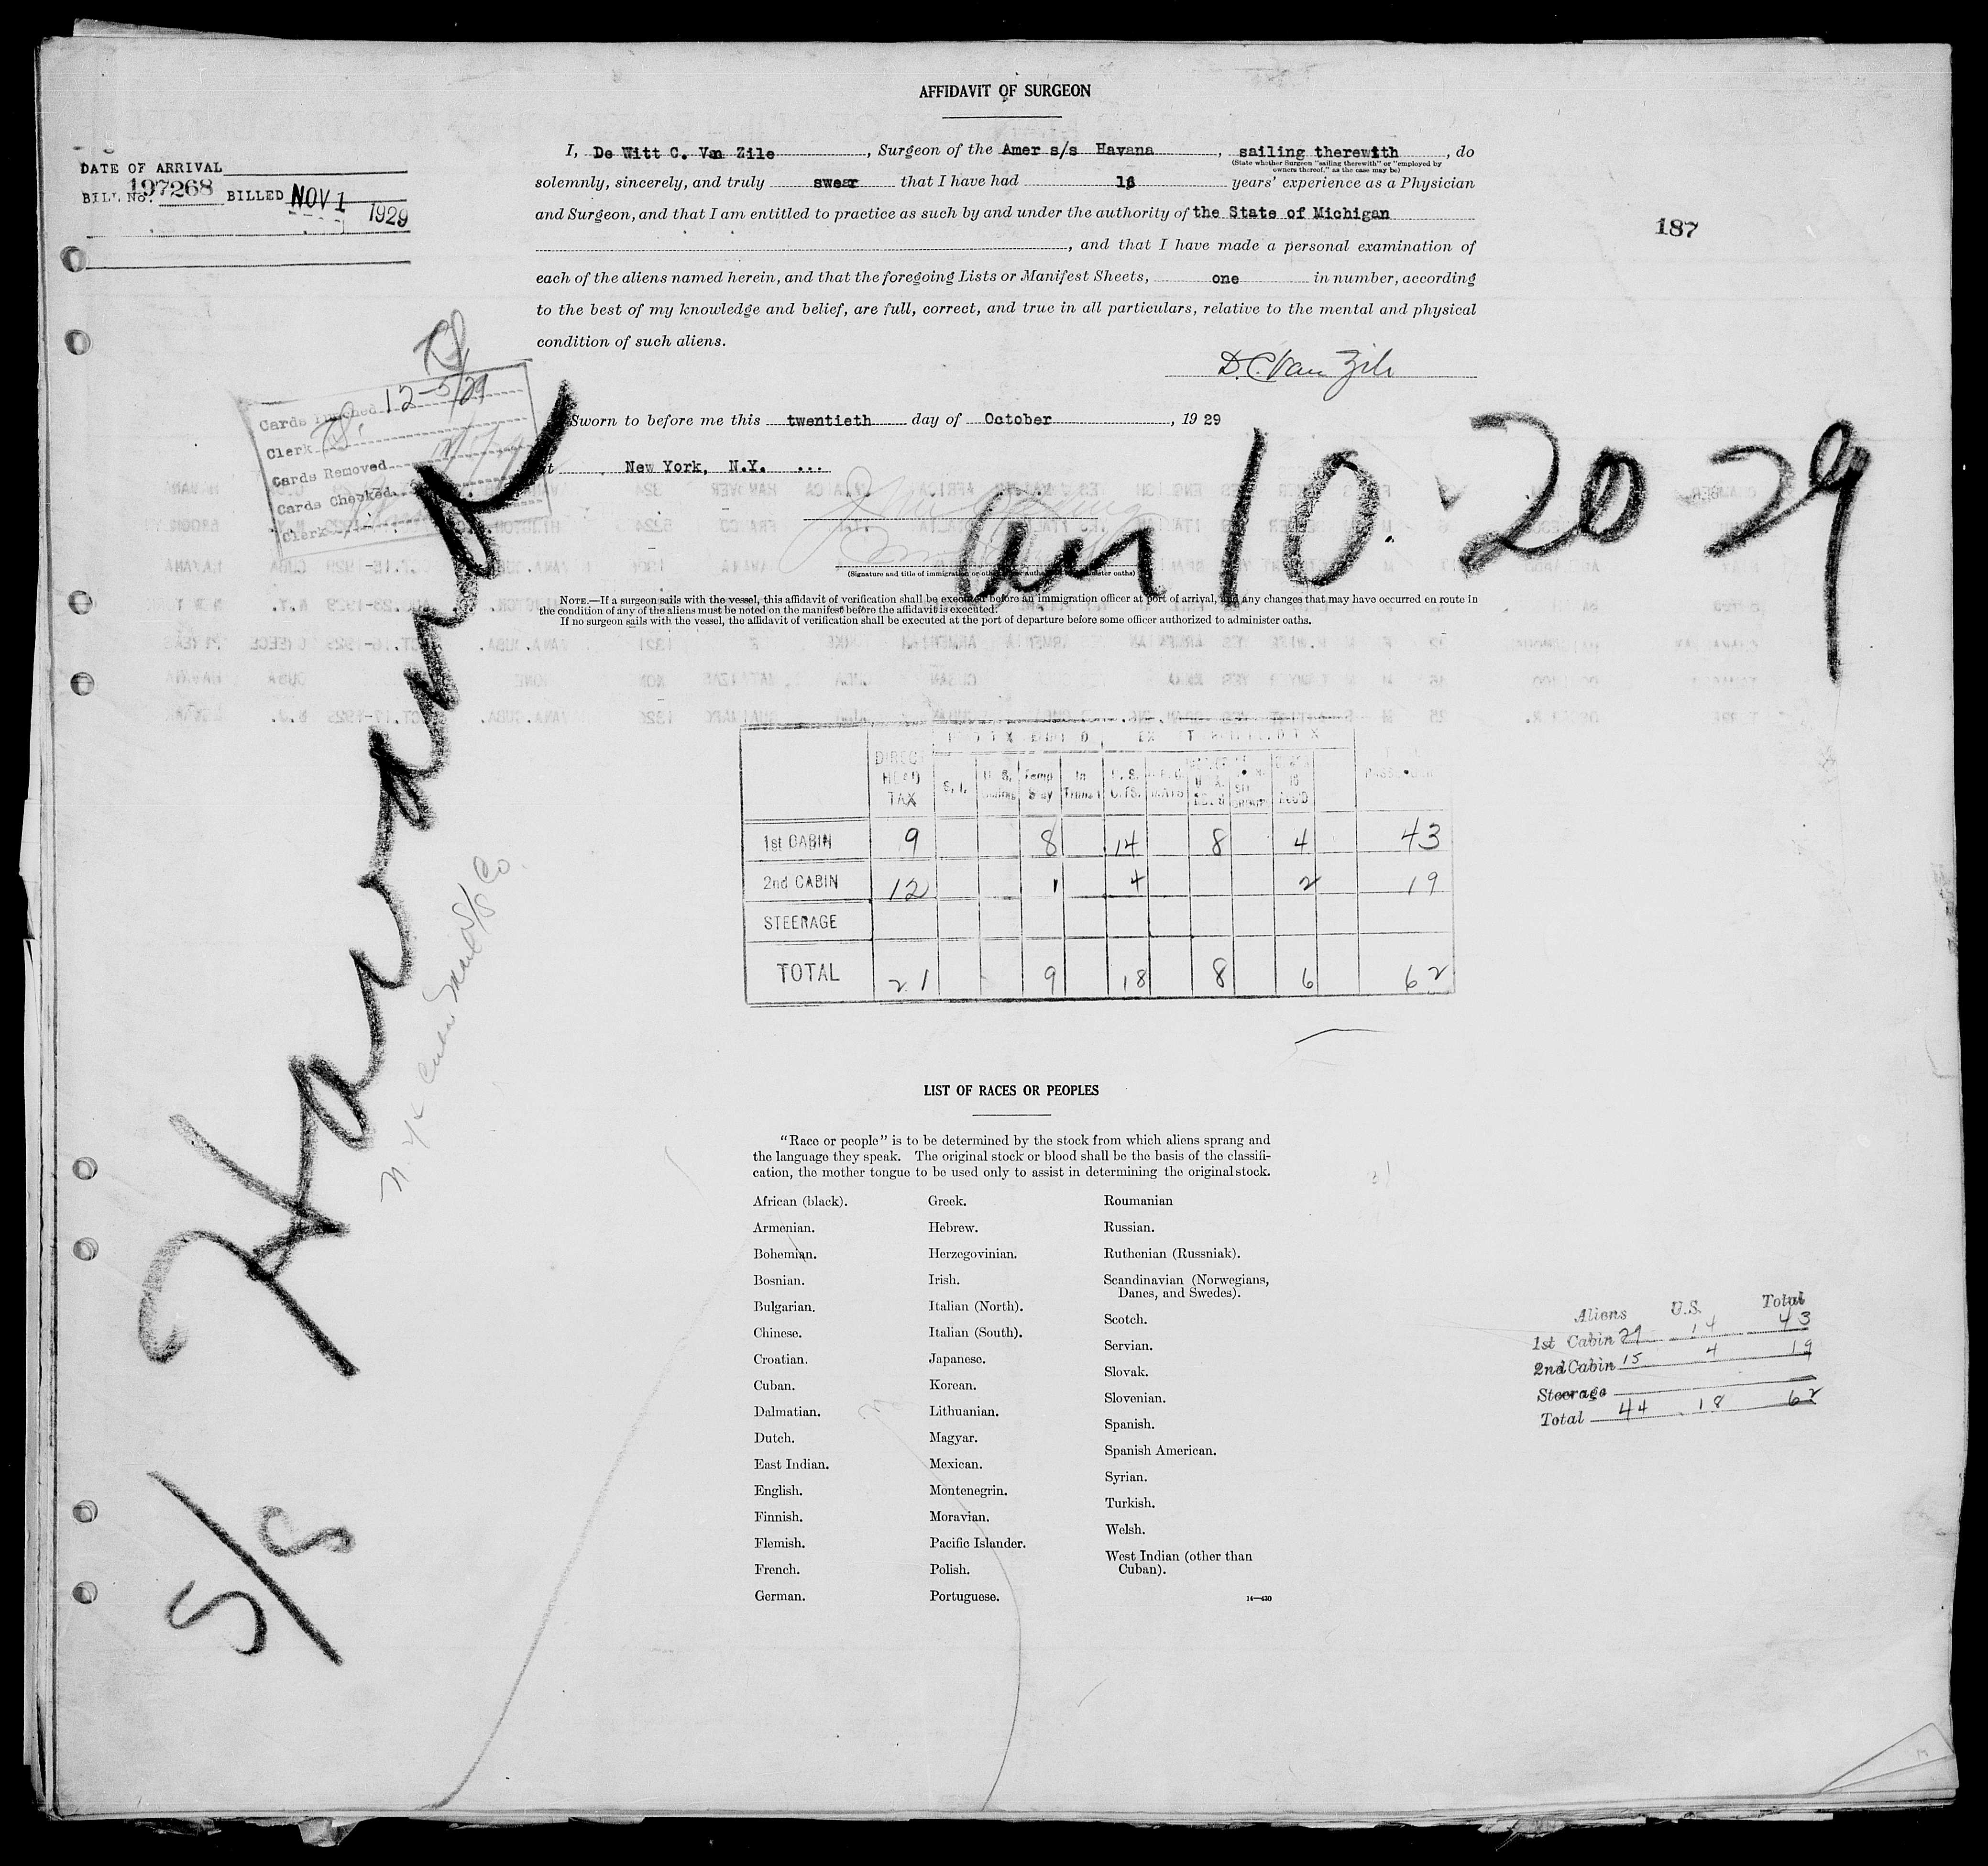 AFFIDAVIT OF SURGEON
I, De Witt C. Van Zile, Surgeon of the Amer s/s Havana, sailing therewith, do
(State whether Surgeon "sailing therewith" or "employed by
owners thereof," as the case may be)
solemnly, sincerely, and truly swear that I have had years' experience as a Physician
and Surgeon, and that I am entitled to practice as such by and under the authority of the State of Michigan
, and that I have made a personal examination of
each of the aliens named herein, and that the foregoing Lists or Manifest Sheets, one in number, according
to the best of my knowledge and belief, are full, correct, and true in all particulars, relative to the mental and physical
condition of such aliens.
D. C. Van Zile
Sworn to before me this twentieth day of October, 1929
at New York, N.Y. ...
(Signature and title of immigration or other officer authorized to administer oaths)
NOTE.—If a surgeon sails with the vessel, this affidavit of verification shall be executed before an immigration officer at port of arrival, and any changes that may have occurred en route in
the condition of any of the aliens must be noted on the manifest before the affidavit is executed.
If no surgeon sails with the vessel, the affidavit of verification shall be executed at the port of departure before some officer authorized to administer oaths.
DATE OF ARRIVAL
BILL No. 197268 BILLED NOV 1 1929
187
Cards Punched 12-5/29
Clerk
Cards Removed
Cards Checked
Clerk
S/S Havana
N.Y. Cuba Mail S/S Co.
arr 10-20-29
DIRECT HEAD TAX S. I. Temp Stay In Transit U. S. CITS.
1st CABIN 9 8 14 8 4 43
2nd CABIN 12 1 4 2 19
STEERAGE
TOTAL 21 9 18 8 6 62
LIST OF RACES OR PEOPLES
"Race or people" is to be determined by the stock from which aliens sprang and
the language they speak. The original stock or blood shall be the basis of the classifi-
cation, the mother tongue to be used only to assist in determining the original stock.
African (black).
Armenian.
Bohemian.
Bosnian.
Bulgarian.
Chinese.
Croatian.
Cuban.
Dalmatian.
Dutch.
East Indian.
English.
Finnish.
Flemish.
French.
German.
Greek.
Hebrew.
Herzegovinian.
Irish.
Italian (North).
Italian (South).
Japanese.
Korean.
Lithuanian.
Magyar.
Mexican.
Montenegrin.
Moravian.
Pacific Islander.
Polish.
Portuguese.
Roumanian
Russian.
Ruthenian (Russniak).
Scandinavian (Norwegians,
Danes, and Swedes).
Scotch.
Servian.
Slovak.
Slovenian.
Spanish.
Spanish American.
Syrian.
Turkish.
Welsh.
West Indian (other than
Cuban).
14—430
Aliens U.S. Total
1st Cabin 29 14 43
2nd Cabin 15 4 19
Steerage
Total 44 18 62